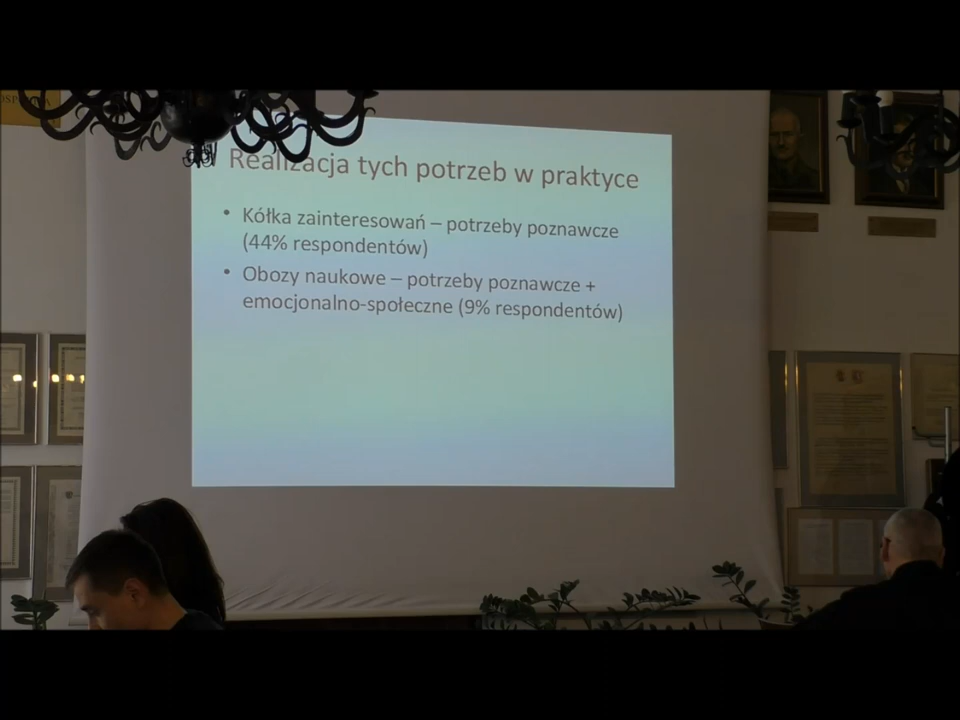 Realizacja tych potrzeb w praktyce
• Kółka zainteresowań – potrzeby poznawcze
(44% respondentów)
• Obozy naukowe – potrzeby poznawcze +
emocjonalno-społeczne (9% respondentów)